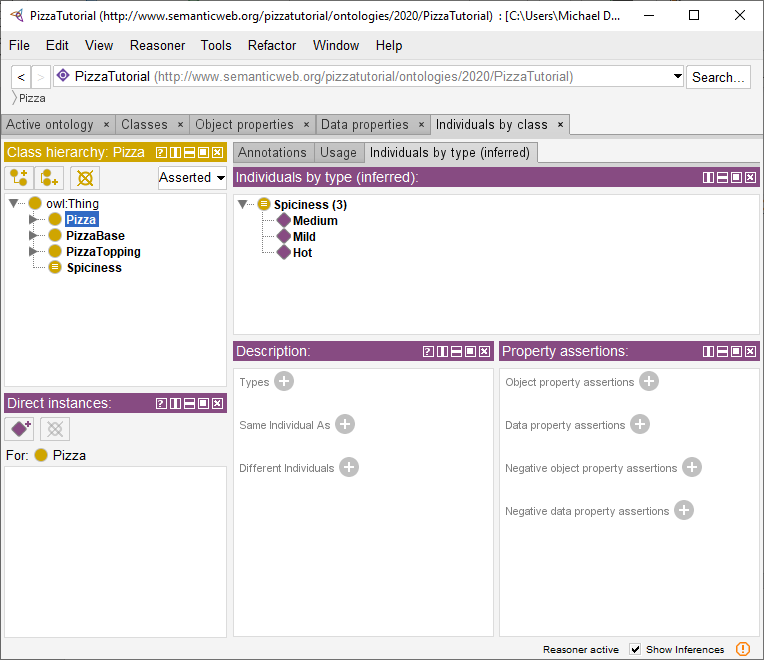 PizzaTutorial (http://www.semanticweb.org/pizzatutorial/ontologies/2020/PizzaTutorial) : [C:\Users\Michael D...
File Edit View Reasoner Tools Refactor Window Help
< > PizzaTutorial (http://www.semanticweb.org/pizzatutorial/ontologies/2020/PizzaTutorial) Search...
Pizza
Active ontology × Classes × Object properties × Data properties × Individuals by class ×
Class hierarchy: Pizza
Asserted
owl:Thing
Pizza
PizzaBase
PizzaTopping
Spiciness
Annotations Usage Individuals by type (inferred)
Individuals by type (inferred):
Spiciness (3)
Medium
Mild
Hot
Direct instances:
For: Pizza
Description:
Types
Same Individual As
Different Individuals
Property assertions:
Object property assertions
Data property assertions
Negative object property assertions
Negative data property assertions
Reasoner active Show Inferences